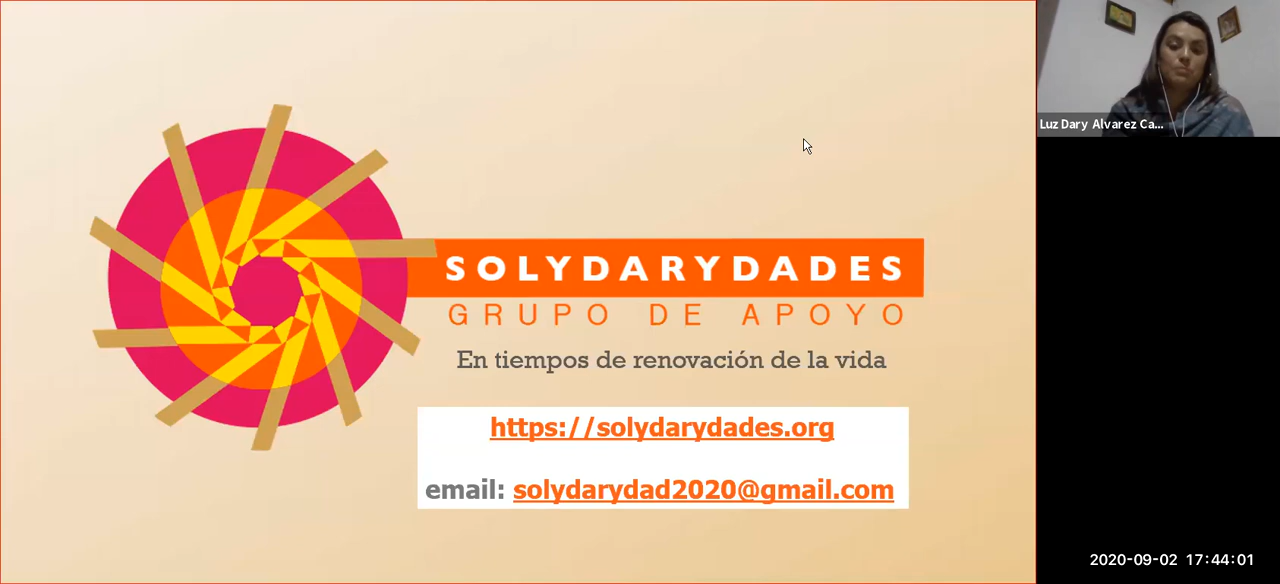 SOLYDARYDADES
GRUPO DE APOYO
En tiempos de renovación de la vida
https://solydarydades.org
email: solydarydad2020@gmail.com
Luz Dary Alvarez Ca...
2020-09-02 17:44:01